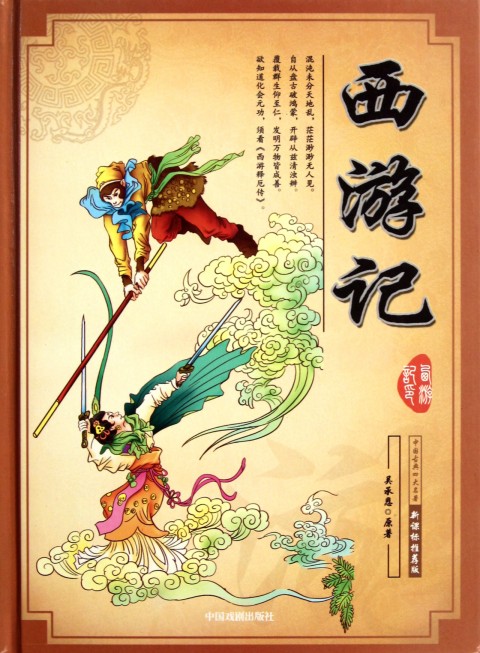 西游记
混沌未分天地乱，茫茫渺渺无人见。
自从盘古破鸿蒙，开辟从兹清浊辨。
覆载群生仰至仁，发明万物皆成善。
欲知造化会元功，须看《西游释厄传》。
中国古典四大名著
新课标推荐版
吴承恩◎原著
中国戏剧出版社